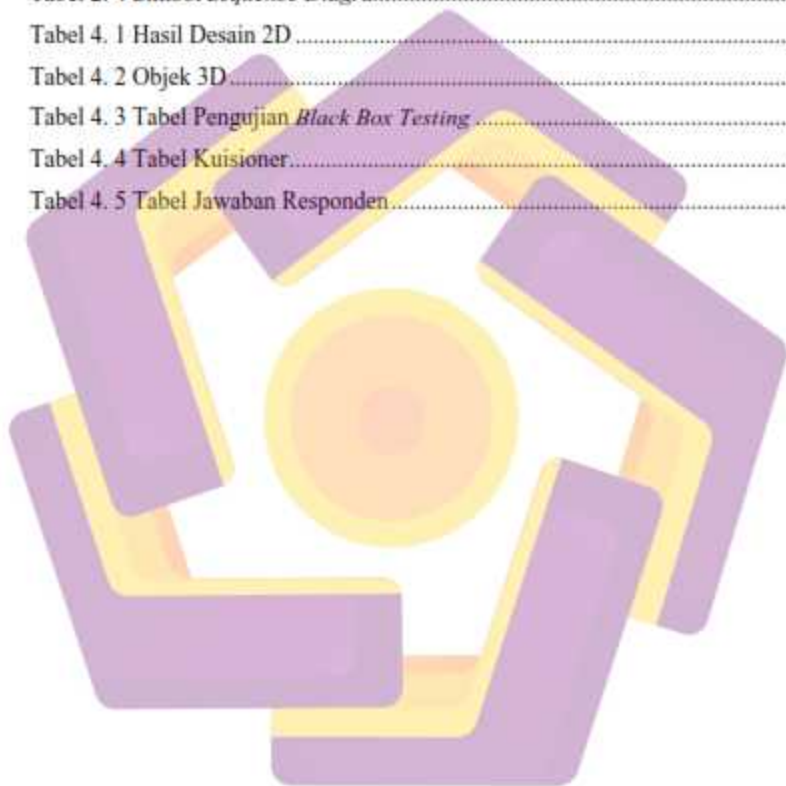 Tabel 4. 1 Hasil Desain 2D
Tabel 4. 2 Objek 3D
Tabel 4. 3 Tabel Pengujian Black Box Testing
Tabel 4. 4 Tabel Kuisioner
Tabel 4. 5 Tabel Jawaban Responden